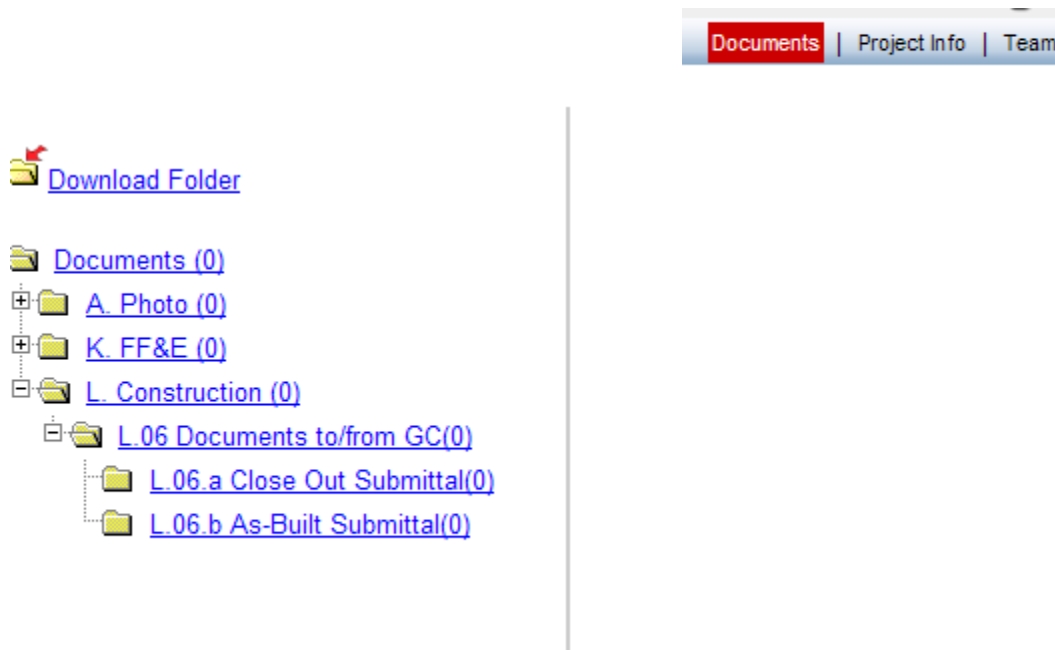 Documents | Project Info | Team
Download Folder
Documents (0)
A. Photo (0)
K. FF&E (0)
L. Construction (0)
L.06 Documents to/from GC(0)
L.06.a Close Out Submittal(0)
L.06.b As-Built Submittal(0)